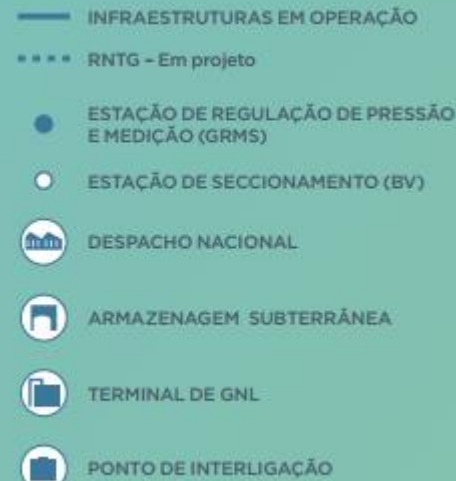 INFRAESTRUTURAS EM OPERAÇÃO
RNTG – Em projeto
ESTAÇÃO DE REGULAÇÃO DE PRESSÃO
E MEDIÇÃO (GRMS)
ESTAÇÃO DE SECCIONAMENTO (BV)
DESPACHO NACIONAL
ARMAZENAGEM SUBTERRÂNEA
TERMINAL DE GNL
PONTO DE INTERLIGAÇÃO